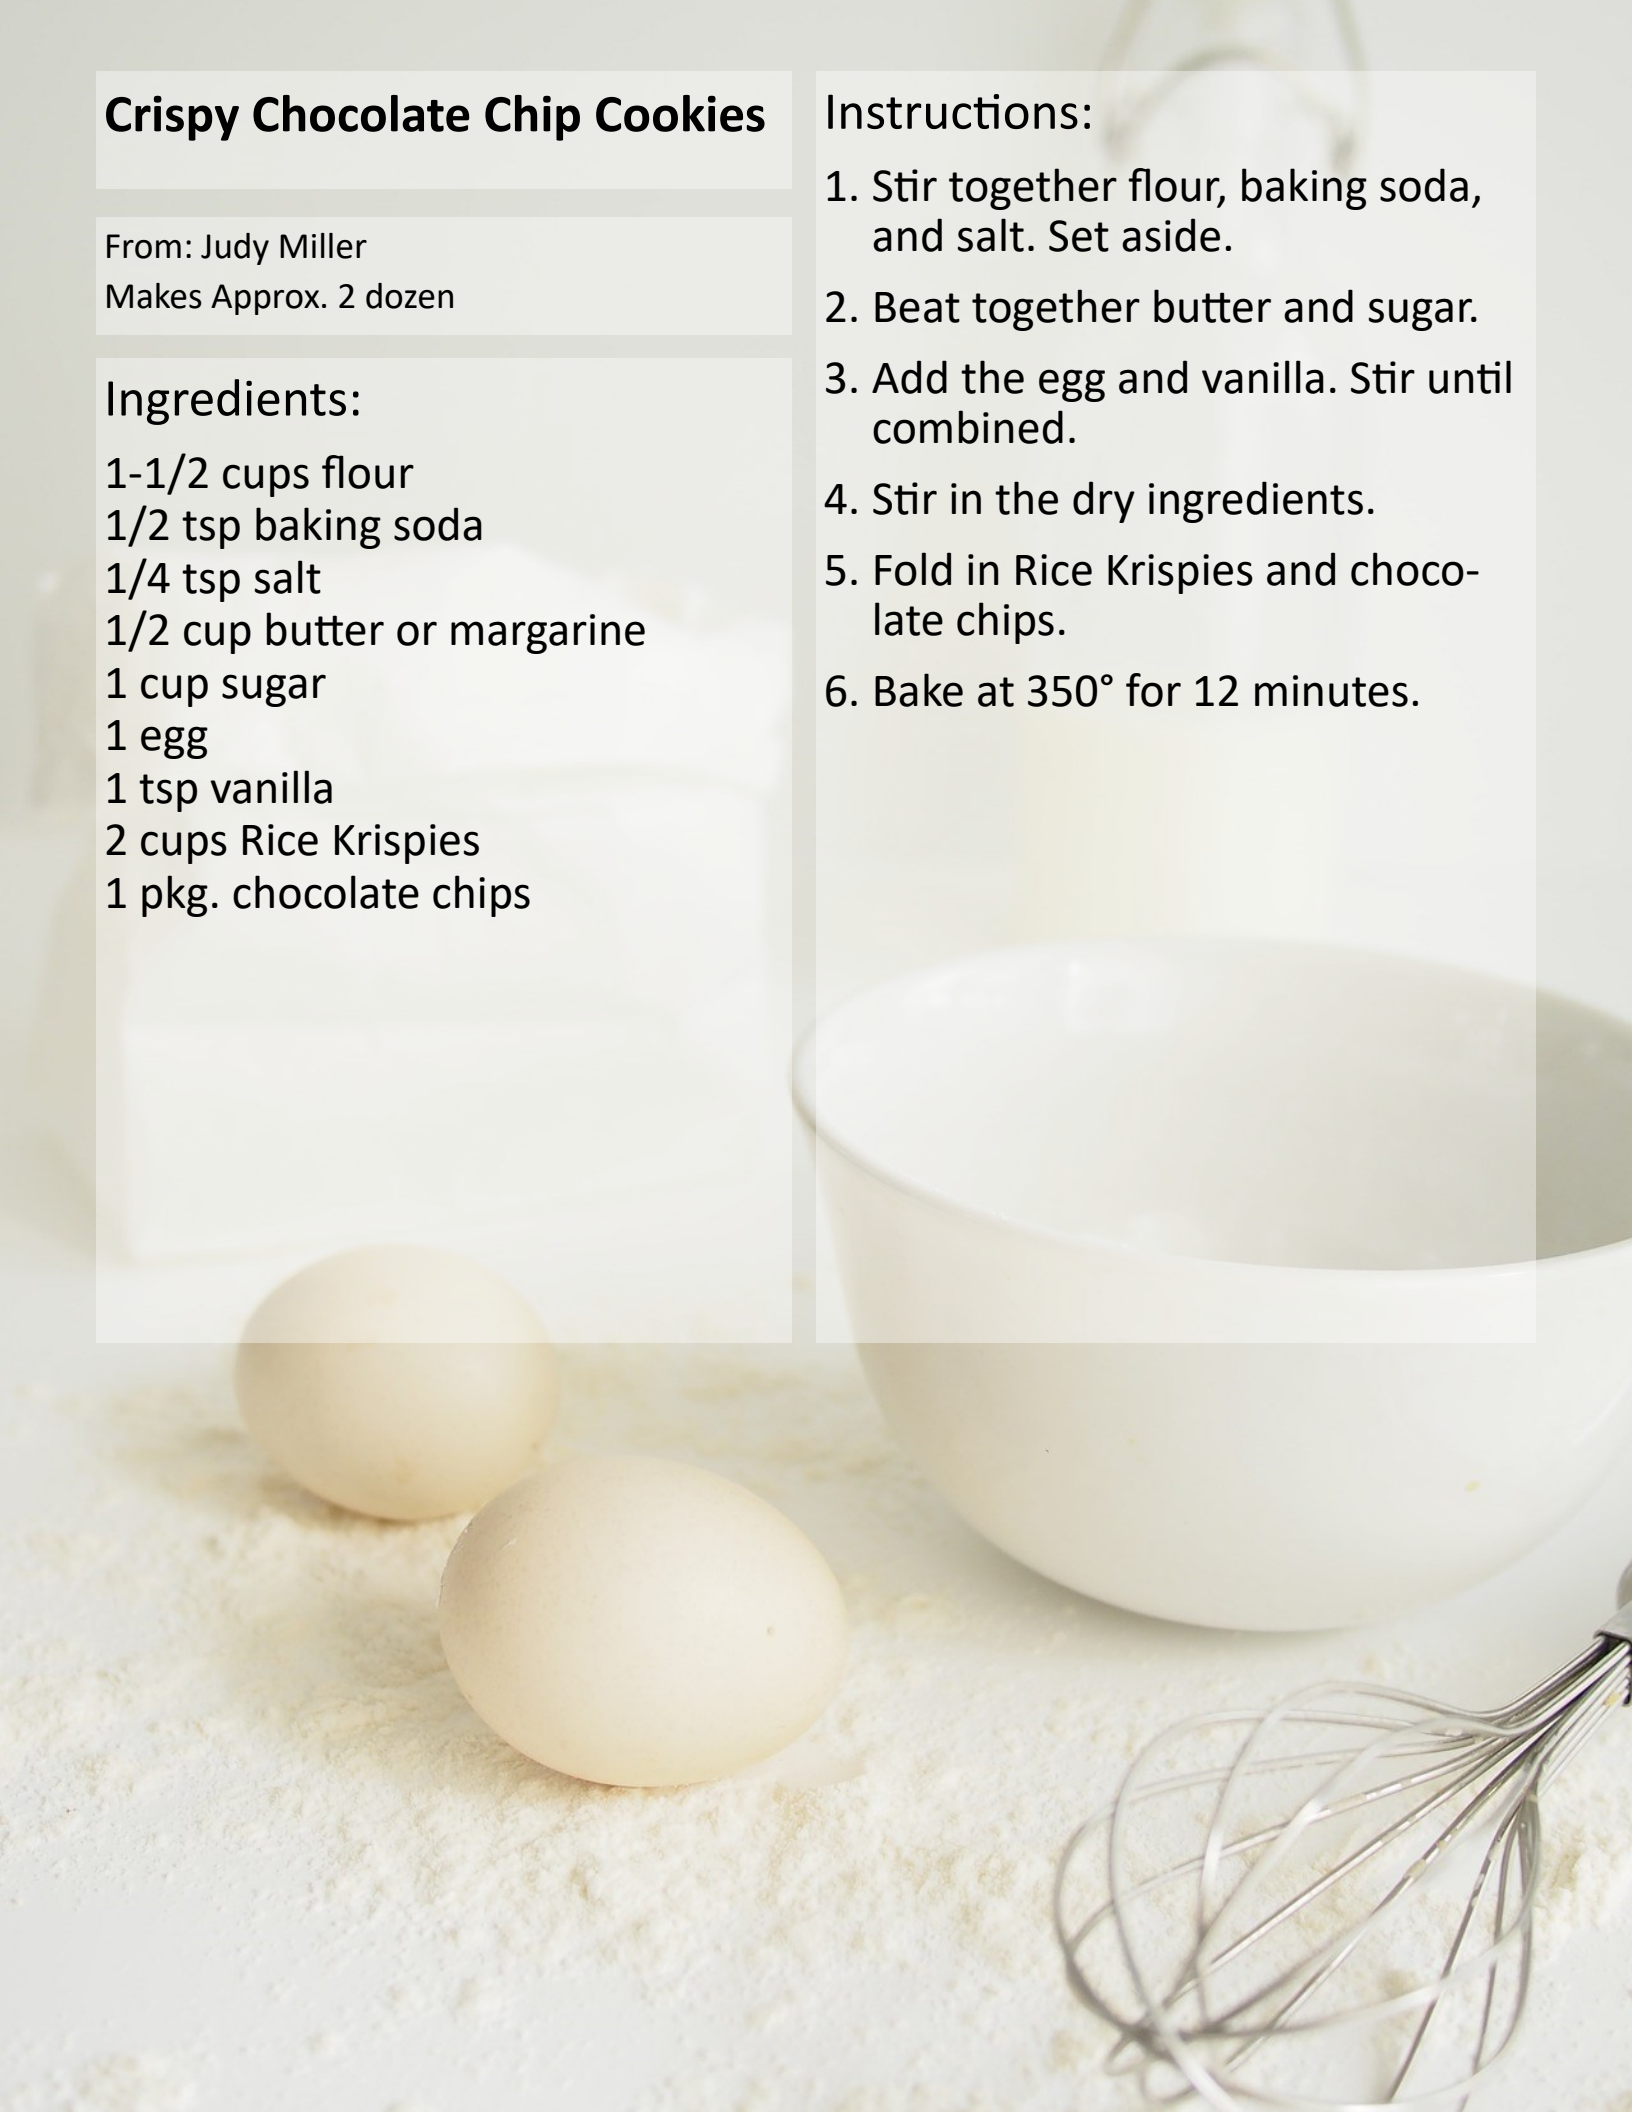 Crispy Chocolate Chip Cookies
From: Judy Miller
Makes Approx. 2 dozen
Ingredients:
1-1/2 cups flour
1/2 tsp baking soda
1/4 tsp salt
1/2 cup butter or margarine
1 cup sugar
1 egg
1 tsp vanilla
2 cups Rice Krispies
1 pkg. chocolate chips
Instructions:
1. Stir together flour, baking soda,
and salt. Set aside.
2. Beat together butter and sugar.
3. Add the egg and vanilla. Stir until
combined.
4. Stir in the dry ingredients.
5. Fold in Rice Krispies and choco-
late chips.
6. Bake at 350° for 12 minutes.